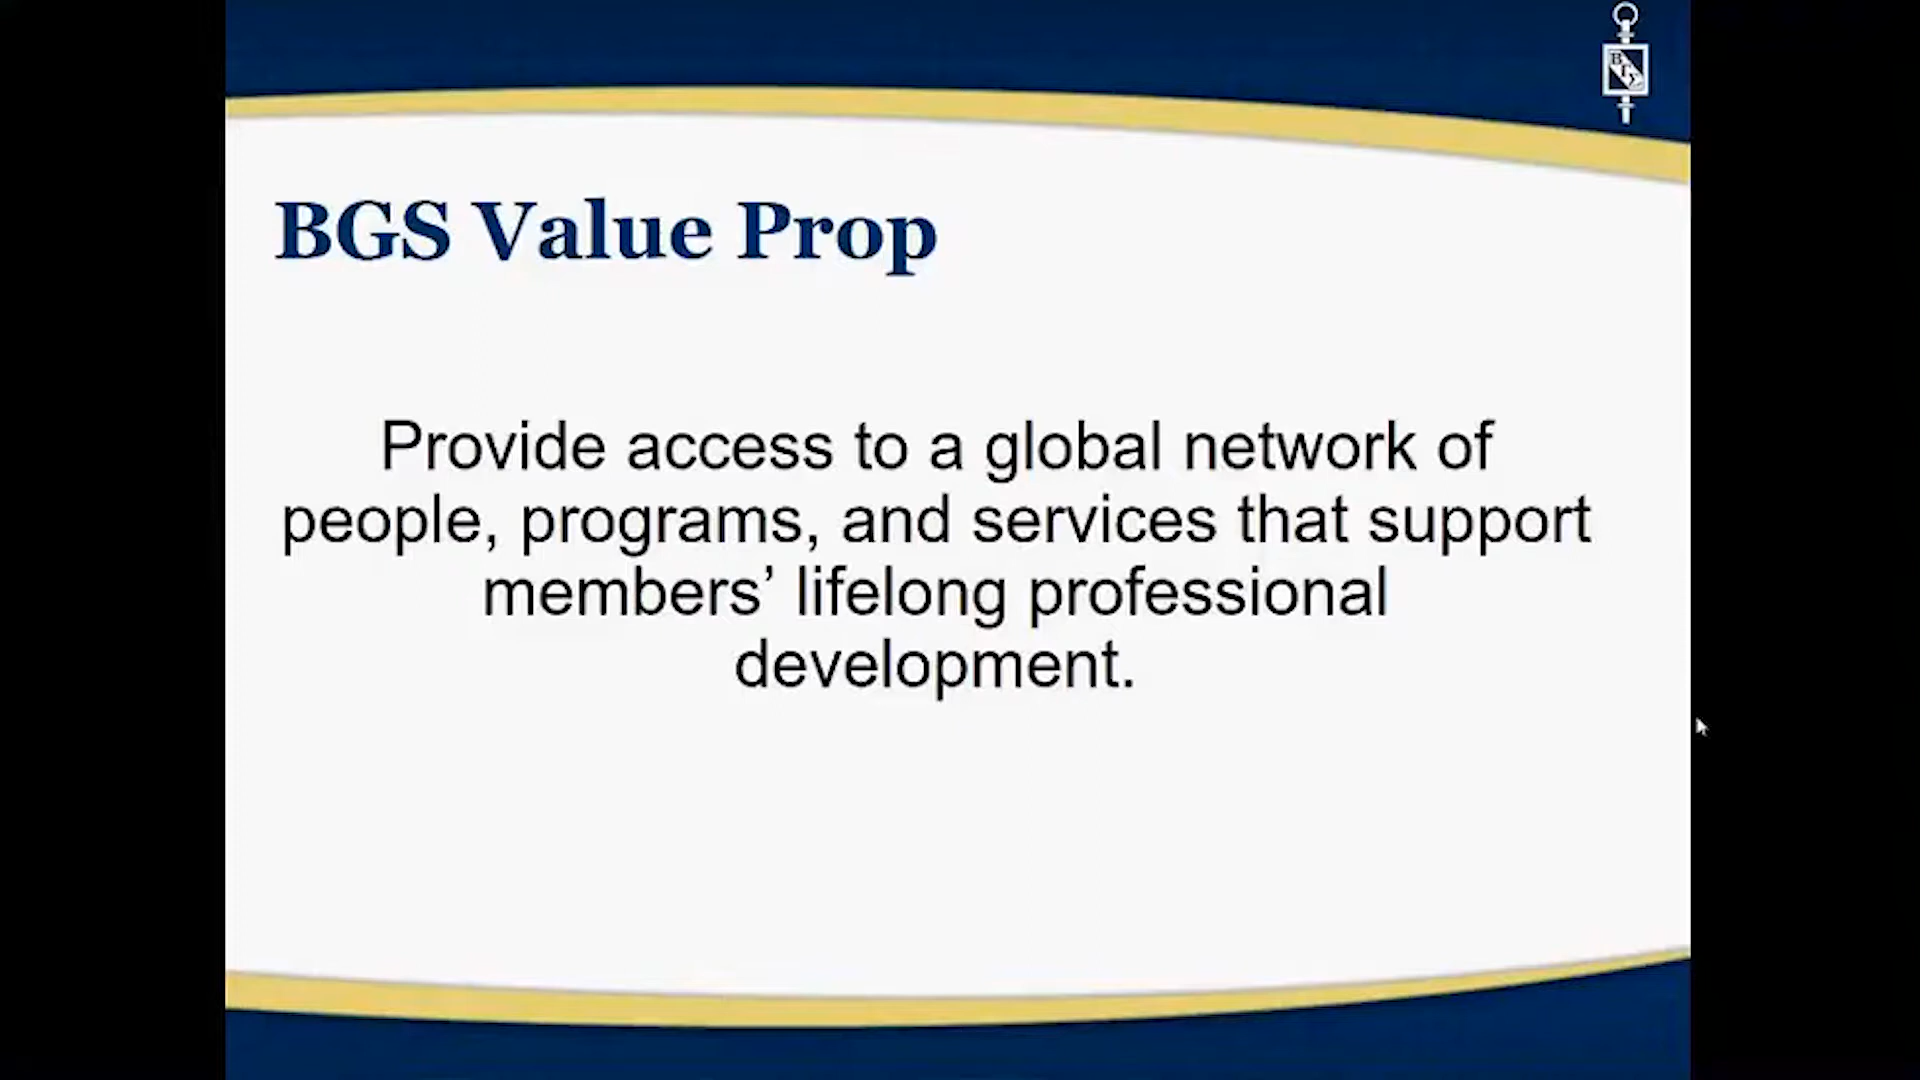 ΒΓΣ
BGS Value Prop
Provide access to a global network of
people, programs, and services that support
members’ lifelong professional
development.